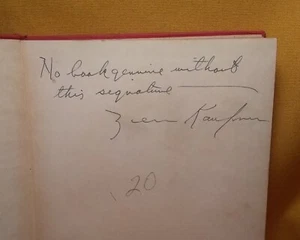 No book genuine without
this signature
Kaufman
20